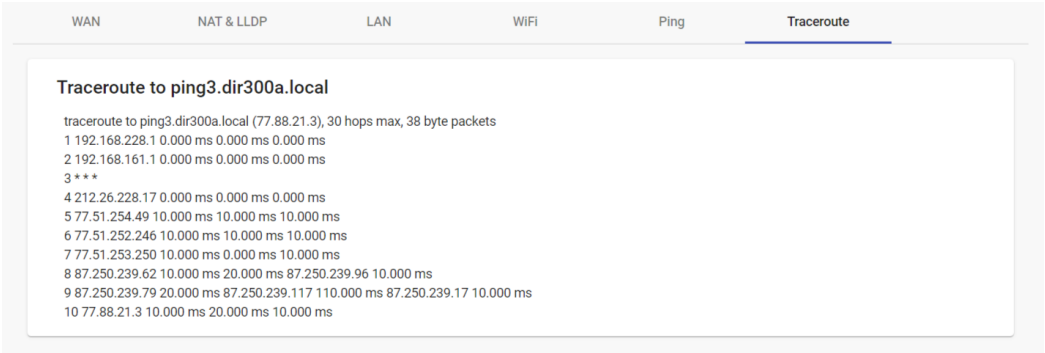 WAN NAT & LLDP LAN WiFi Ping Traceroute
Traceroute to ping3.dir300a.local
traceroute to ping3.dir300a.local (77.88.21.3), 30 hops max, 38 byte packets
1 192.168.228.1 0.000 ms 0.000 ms 0.000 ms
2 192.168.161.1 0.000 ms 0.000 ms 0.000 ms
3 * * *
4 212.26.228.17 0.000 ms 0.000 ms 0.000 ms
5 77.51.254.49 10.000 ms 10.000 ms 10.000 ms
6 77.51.252.246 10.000 ms 10.000 ms 10.000 ms
7 77.51.253.250 10.000 ms 0.000 ms 10.000 ms
8 87.250.239.62 10.000 ms 20.000 ms 87.250.239.96 10.000 ms
9 87.250.239.79 20.000 ms 87.250.239.117 110.000 ms 87.250.239.17 10.000 ms
10 77.88.21.3 10.000 ms 20.000 ms 10.000 ms